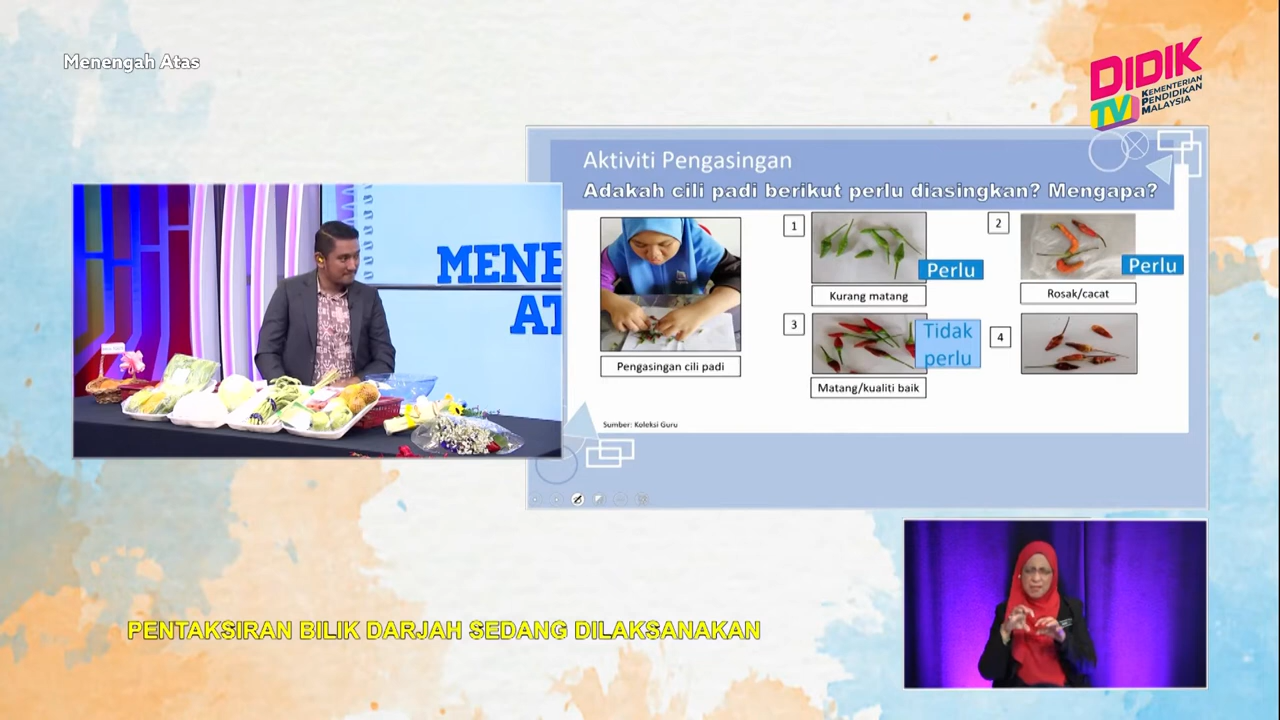 Menengah Atas
DIDIK
TV
KEMENTERIAN
PENDIDIKAN
MALAYSIA
MENE
AT
Aktiviti Pengasingan
Adakah cili padi berikut perlu diasingkan? Mengapa?
Pengasingan cili padi
1
Perlu
Kurang matang
2
Perlu
Rosak/cacat
3
Tidak
perlu
Matang/kualiti baik
4
Sumber: Koleksi Guru
PENTAKSIRAN BILIK DARJAH SEDANG DILAKSANAKAN